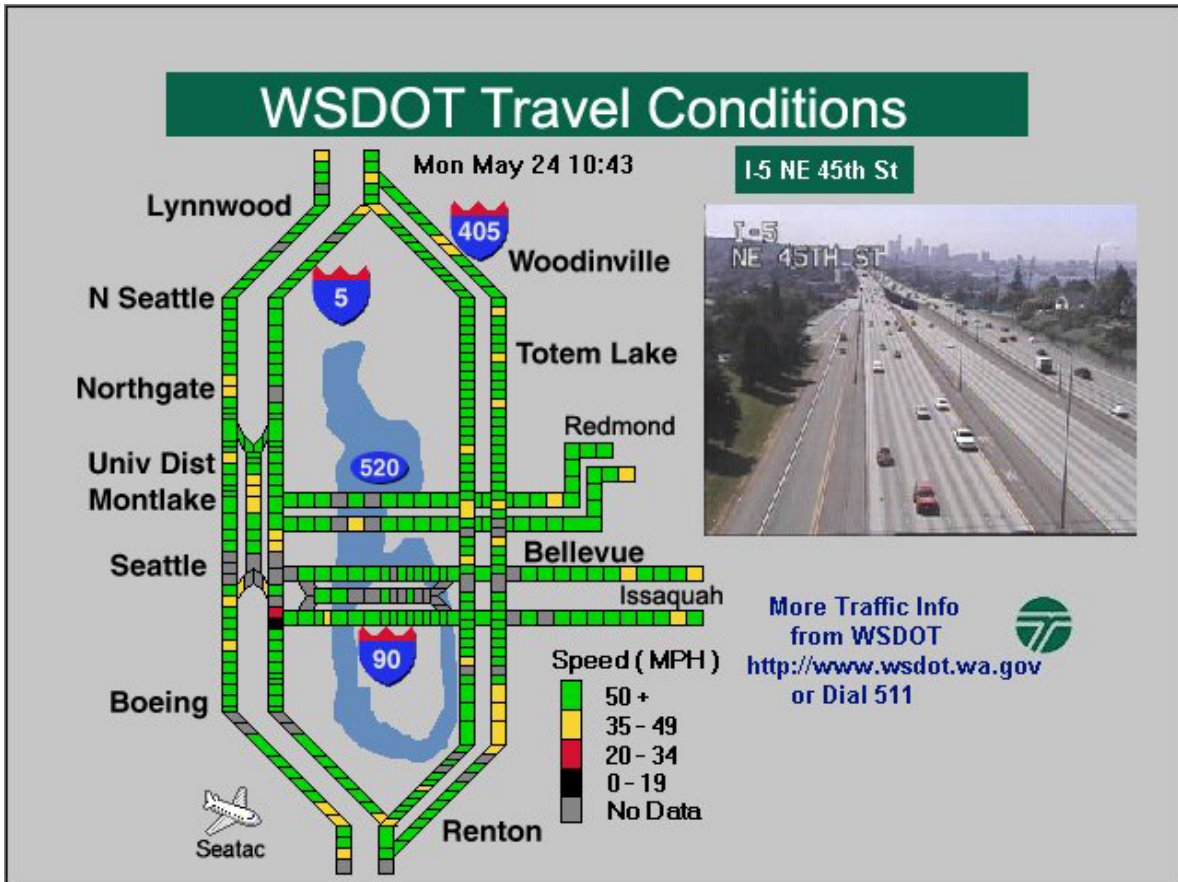 WSDOT Travel Conditions
Mon May 24 10:43
I-5 NE 45th St
Lynnwood
405
Woodinville
I-5
NE 45TH ST
N Seattle
5
Totem Lake
Northgate
Redmond
Univ Dist
520
Montlake
Seattle
Bellevue
Issaquah
90
Boeing
Speed ( MPH )
50 +
35 - 49
20 - 34
0 - 19
No Data
More Traffic Info
from WSDOT
http://www.wsdot.wa.gov
or Dial 511
Renton
Seatac